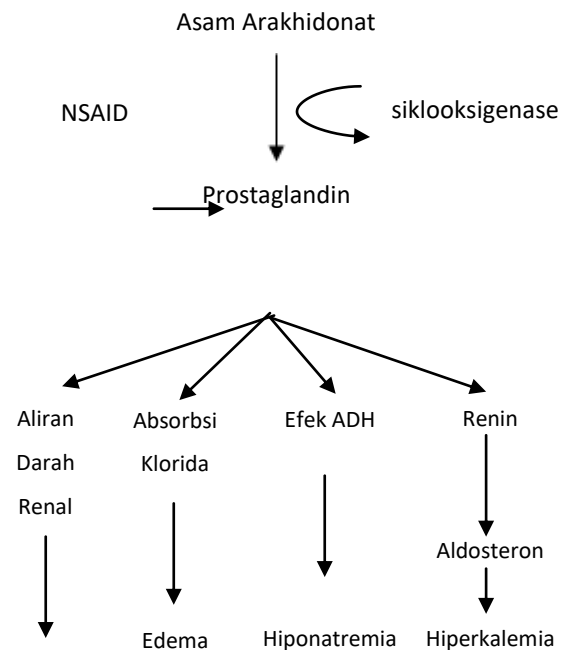 Asam Arakhidonat
NSAID
siklooksigenase
Prostaglandin
Aliran
Darah
Renal
Absorbsi
Klorida
Efek ADH
Renin
Aldosteron
Edema
Hiponatremia
Hiperkalemia